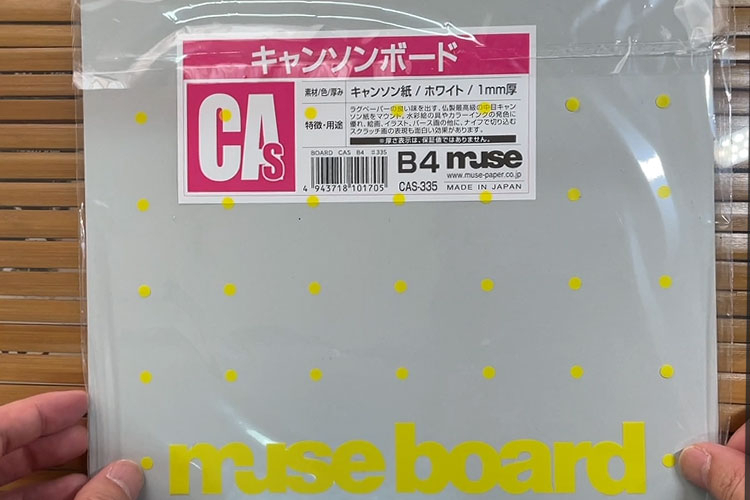 キャンソンボード
CAs
素材/色/厚み キャンソン紙/ホワイト/1mm厚
特徴・用途
ラグペーパーの良い味を出す、仏製最高級の中目キャン
ソン紙をマウント。水彩絵の具やカラーインクの発色に
優れ、絵画、イラスト、パース画の他に、ナイフで切り込む
スクラッチ画の表現も面白い効果があります。
※厚さ表示は、保証値ではありません。
BOARD CAS B4 #335
4 943718 101705
B4 muse
CAS-335
www.muse-paper.co.jp
MADE IN JAPAN
muse board